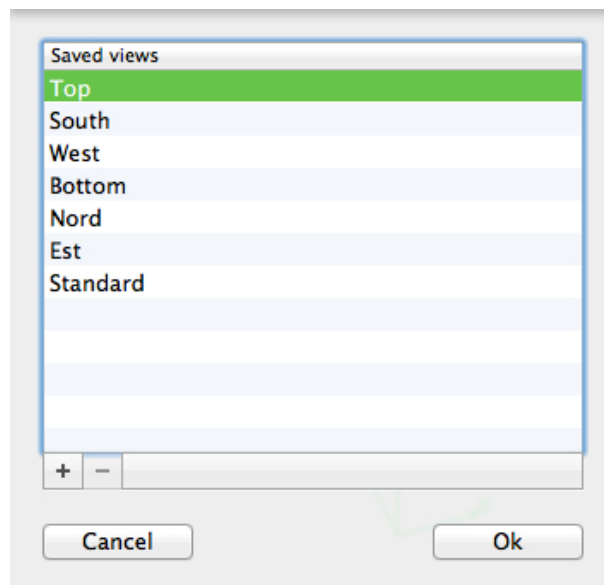 Saved views
Top
South
West
Bottom
Nord
Est
Standard
+ −
Cancel Ok